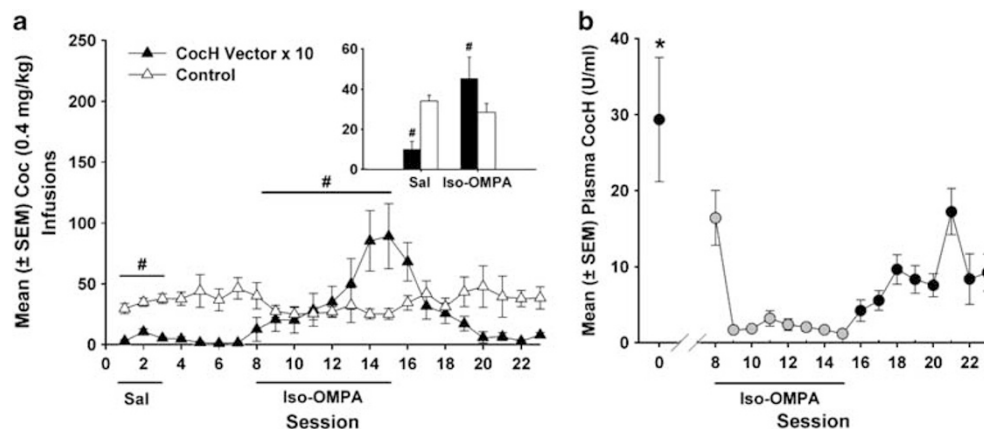 a
Mean (± SEM) Coc (0.4 mg/kg)
Infusions
250
200
150
100
50
0
CocH Vector x 10
Control
60
40
20
0
#
#
Sal Iso-OMPA
#
#
0 2 4 6 8 10 12 14 16 18 20 22
Sal Iso-OMPA
Session
b
Mean (± SEM) Plasma CocH (U/ml)
40
30
20
10
0
*
0 8 10 12 14 16 18 20 22
Iso-OMPA
Session